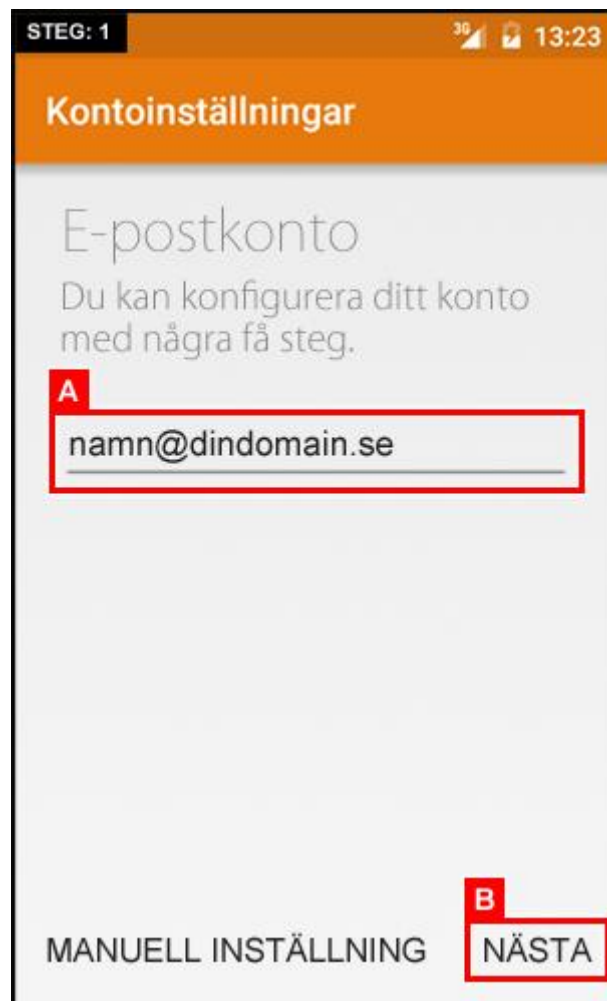 STEG: 1
3G 13:23
Kontoinställningar
E-postkonto
Du kan konfigurera ditt konto
med några få steg.
A
namn@dindomain.se
B
MANUELL INSTÄLLNING NÄSTA